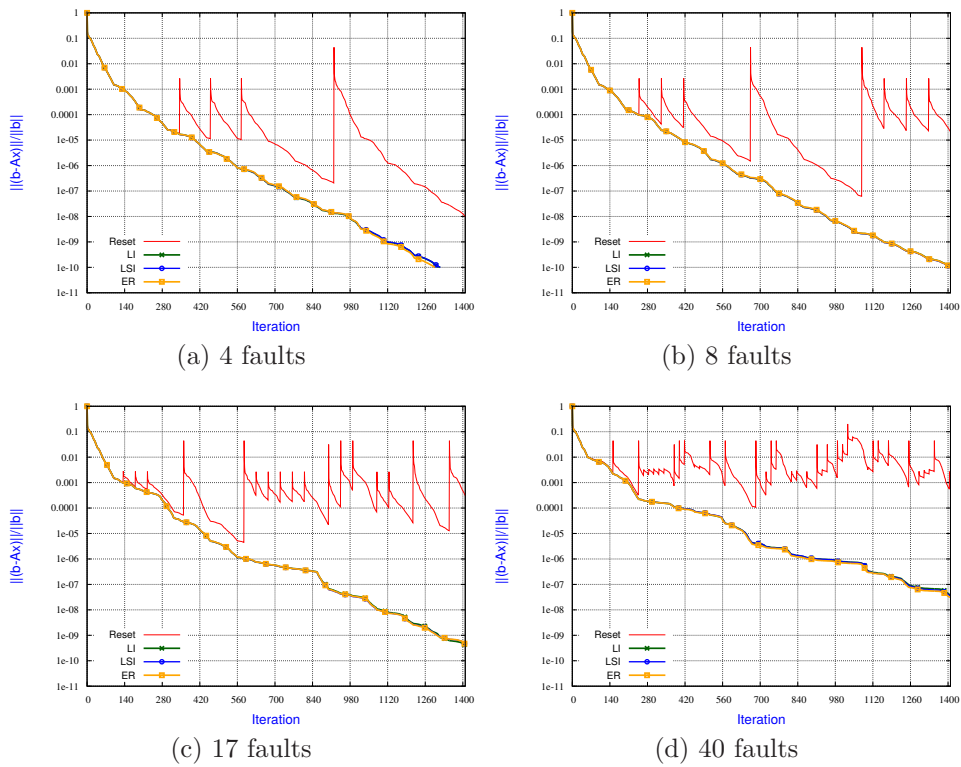 ||(b-Ax)||/||b||
1
0.1
0.01
0.001
0.0001
1e-05
1e-06
1e-07
1e-08
1e-09
1e-10
1e-11
Reset
LI
LSI
ER
0 140 280 420 560 700 840 980 1120 1260 1400
Iteration
(a) 4 faults
||(b-Ax)||/||b||
1
0.1
0.01
0.001
0.0001
1e-05
1e-06
1e-07
1e-08
1e-09
1e-10
1e-11
Reset
LI
LSI
ER
0 140 280 420 560 700 840 980 1120 1260 1400
Iteration
(b) 8 faults
||(b-Ax)||/||b||
1
0.1
0.01
0.001
0.0001
1e-05
1e-06
1e-07
1e-08
1e-09
1e-10
1e-11
Reset
LI
LSI
ER
0 140 280 420 560 700 840 980 1120 1260 1400
Iteration
(c) 17 faults
||(b-Ax)||/||b||
1
0.1
0.01
0.001
0.0001
1e-05
1e-06
1e-07
1e-08
1e-09
1e-10
1e-11
Reset
LI
LSI
ER
0 140 280 420 560 700 840 980 1120 1260 1400
Iteration
(d) 40 faults